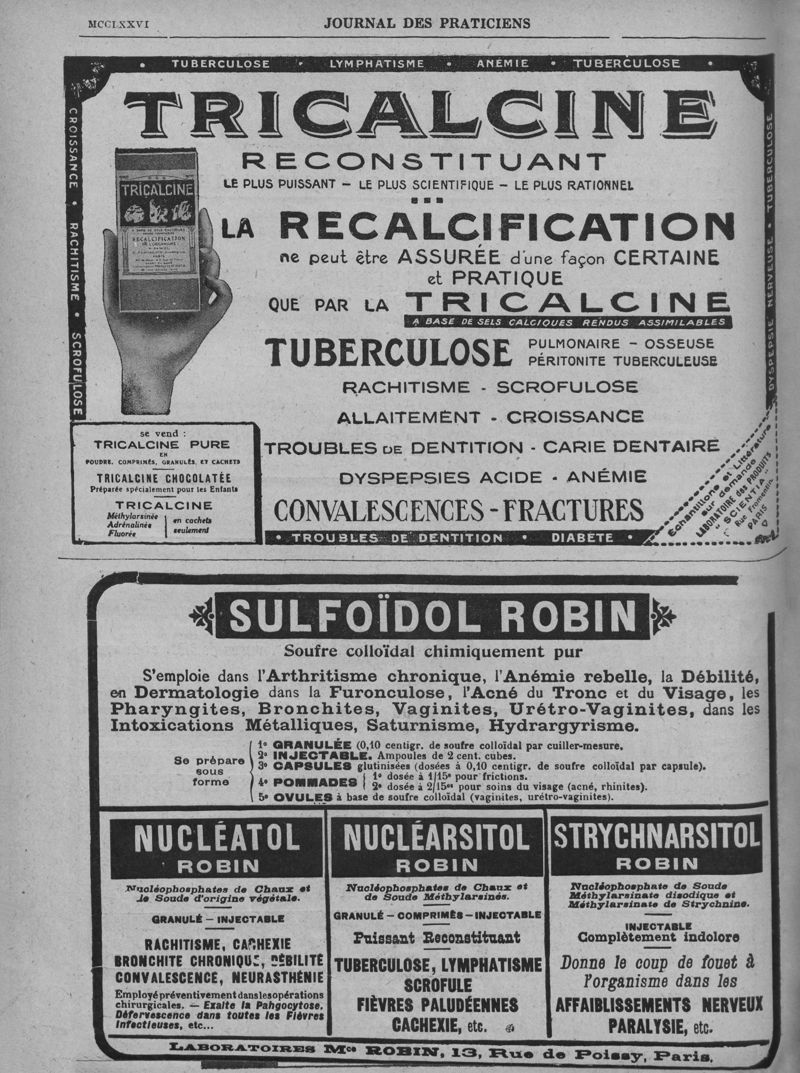 MCCLXXVI
JOURNAL DES PRATICIENS
• TUBERCULOSE • LYMPHATISME • ANÉMIE • TUBERCULOSE •
CROISSANCE • RACHITISME • SCROFULOSE
DYSPEPSIE NERVEUSE • TUBERCULOSE
TRICALCINE
RECONSTITUANT
LE PLUS PUISSANT – LE PLUS SCIENTIFIQUE – LE PLUS RATIONNEL
TRICALCINE
RECALCIFICATION
LA RECALCIFICATION
ne peut être ASSURÉE d'une façon CERTAINE
et PRATIQUE
QUE PAR LA TRICALCINE
A BASE DE SELS CALCIQUES RENDUS ASSIMILABLES
TUBERCULOSE PULMONAIRE – OSSEUSE
PÉRITONITE TUBERCULEUSE
RACHITISME - SCROFULOSE
ALLAITEMENT - CROISSANCE
TROUBLES DE DENTITION - CARIE DENTAIRE
DYSPEPSIES ACIDE - ANÉMIE
CONVALESCENCES - FRACTURES
• TROUBLES DE DENTITION • DIABÈTE •
se vend :
TRICALCINE PURE
EN
POUDRE, COMPRIMÉS, GRANULÉS, ET CACHETS
TRICALCINE CHOCOLATÉE
Préparée spécialement pour les Enfants
TRICALCINE
Méthylarsinée
Adrénalinée
Fluorée
en cachets
seulement
Echantillons et Littérature
sur demande
LABORATOIRE DES PRODUITS
"SCIENTIA"
Rue Fromentin
PARIS
SULFOÏDOL ROBIN
Soufre colloïdal chimiquement pur
S'emploie dans l'Arthritisme chronique, l'Anémie rebelle, la Débilité,
en Dermatologie dans la Furonculose, l'Acné du Tronc et du Visage, les
Pharyngites, Bronchites, Vaginites, Urétro-Vaginites, dans les
Intoxications Métalliques, Saturnisme, Hydrargyrisme.
Se prépare
sous
forme
1º GRANULÉE (0,10 centigr. de soufre colloïdal par cuiller-mesure.
2º INJECTABLE. Ampoules de 2 cent. cubes.
3º CAPSULES glutinisées (dosées à 0,10 centigr. de soufre colloïdal par capsule).
4º POMMADES
1º dosée à 1/15º pour frictions.
2º dosée à 2/15es pour soins du visage (acné, rhinites).
5º OVULES à base de soufre colloïdal (vaginites, urétro-vaginites).
NUCLÉATOL
ROBIN
Nucléophosphates de Chaux et
de Soude d'origine végétale.
GRANULÉ – INJECTABLE
RACHITISME, CACHEXIE
BRONCHITE CHRONIQUE, DÉBILITÉ
CONVALESCENCE, NEURASTHÉNIE
Employé préventivement dans les opérations
chirurgicales. – Exalte la Pahgocytose,
Défervescence dans toutes les Fièvres
Infectieuses, etc...
NUCLÉARSITOL
ROBIN
Nucléophosphates de Chaux et
de Soude Méthylarsinés.
GRANULÉ – COMPRIMÉS – INJECTABLE
Puissant Reconstituant
TUBERCULOSE, LYMPHATISME
SCROFULE
FIÈVRES PALUDÉENNES
CACHEXIE, etc.
STRYCHNARSITOL
ROBIN
Nucléophosphate de Soude
Méthylarsinate disodique et
Méthylarsinate de Strychnine.
INJECTABLE
Complètement indolore
Donne le coup de fouet à
l'organisme dans les
AFFAIBLISSEMENTS NERVEUX
PARALYSIE, etc.
LABORATOIRES Mce ROBIN, 13, Rue de Poissy, Paris.